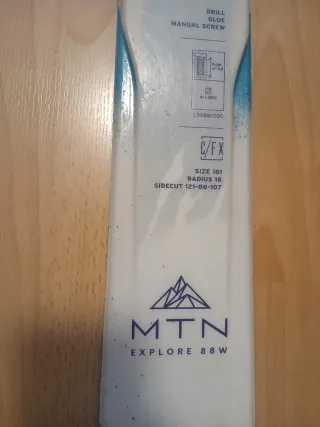 DRILL
GLUE
MANUAL SCREW
C/FX
SIZE 161
RADIUS 18
SIDECUT 121-88-107
MTN
EXPLORE 88W